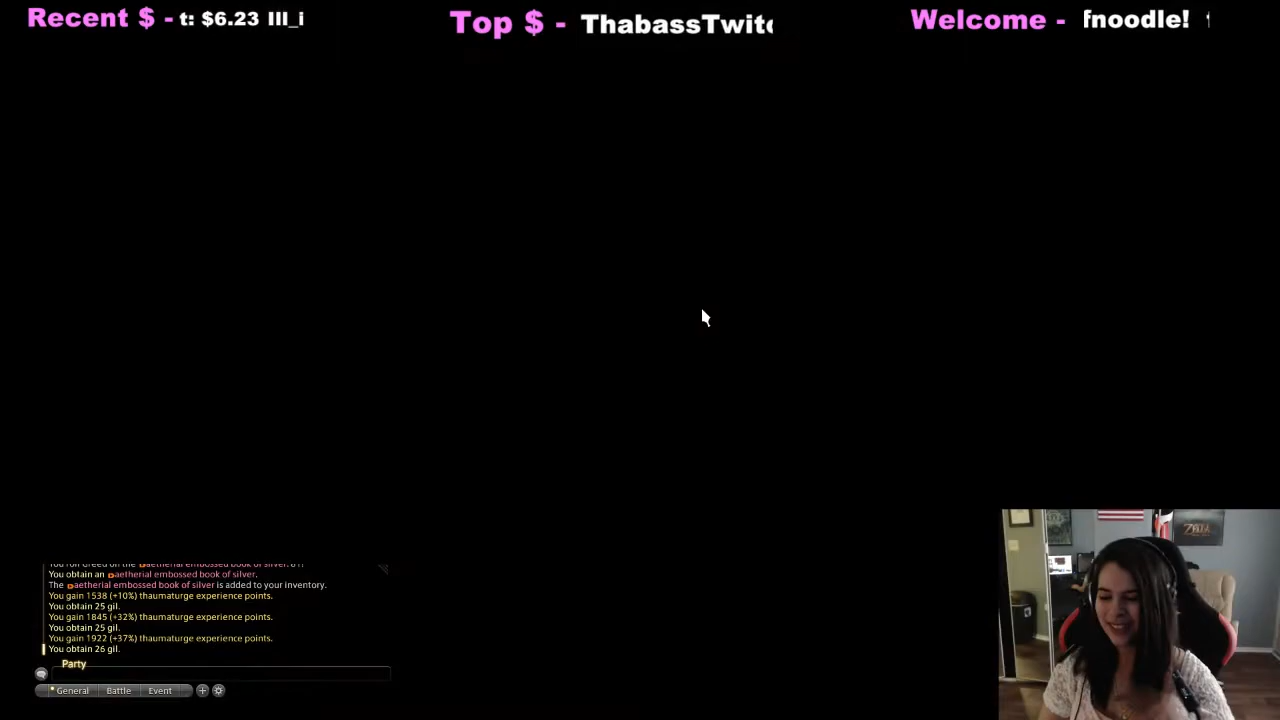 Recent $ - t: $6.23 Ill_i
Top $ - ThabassTwitc
Welcome - fnoodle!
You obtain an aetherial embossed book of silver.
The aetherial embossed book of silver is added to your inventory.
You gain 1538 (+10%) thaumaturge experience points.
You obtain 25 gil.
You gain 1845 (+32%) thaumaturge experience points.
You obtain 25 gil.
You gain 1922 (+37%) thaumaturge experience points.
You obtain 26 gil.
Party
General Battle Event
ZELDA